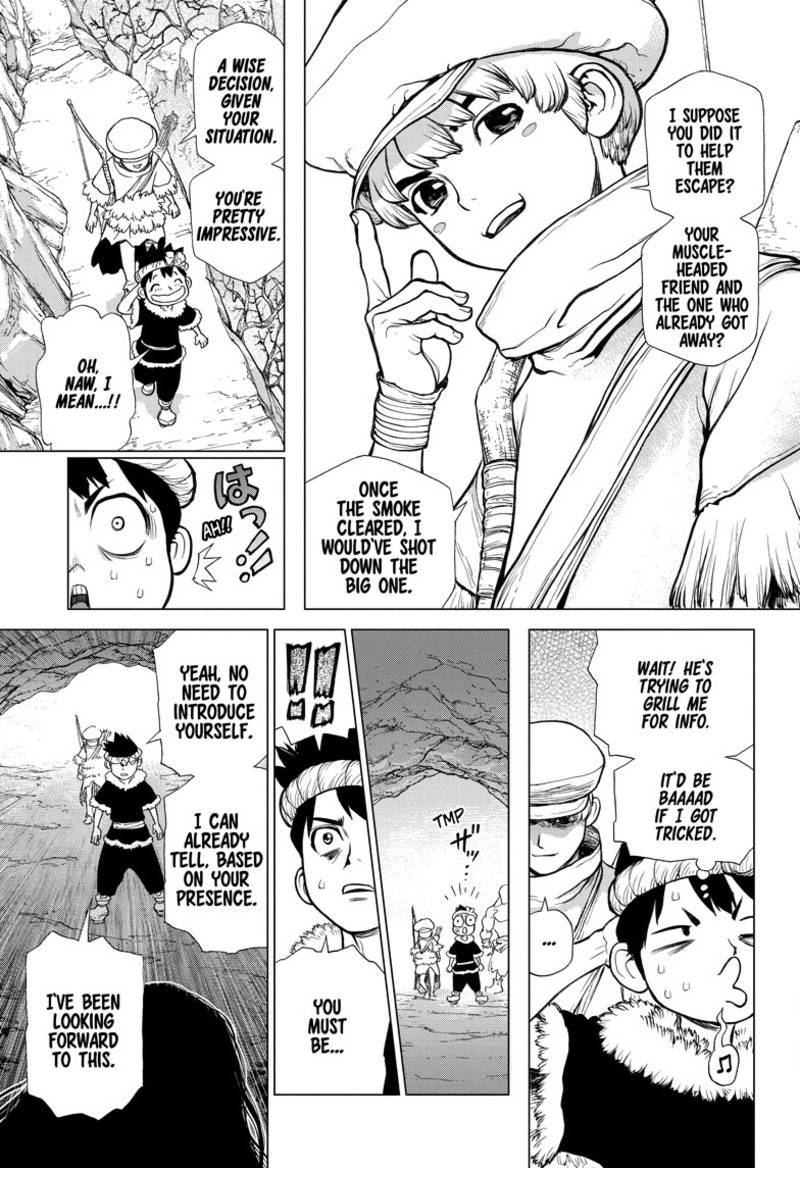 I SUPPOSE
YOU DID IT
TO HELP
THEM
ESCAPE?
YOUR
MUSCLE-
HEADED
FRIEND AND
THE ONE WHO
ALREADY GOT
AWAY?
ONCE
THE SMOKE
CLEARED, I
WOULD'VE SHOT
DOWN THE
BIG ONE.
A WISE
DECISION,
GIVEN
YOUR
SITUATION.
YOU'RE
PRETTY
IMPRESSIVE.
OH,
NAW, I
MEAN...!!
はっ!!
AH!!
WAIT! HE'S
TRYING TO
GRILL ME
FOR INFO.
IT'D BE
BAAAAD
IF I GOT
TRICKED.
...
♫
TMP
ザッ
!!
YOU
MUST
BE...
YEAH, NO
NEED TO
INTRODUCE
YOURSELF.
I CAN
ALREADY
TELL, BASED
ON YOUR
PRESENCE.
I'VE BEEN
LOOKING
FORWARD
TO THIS.